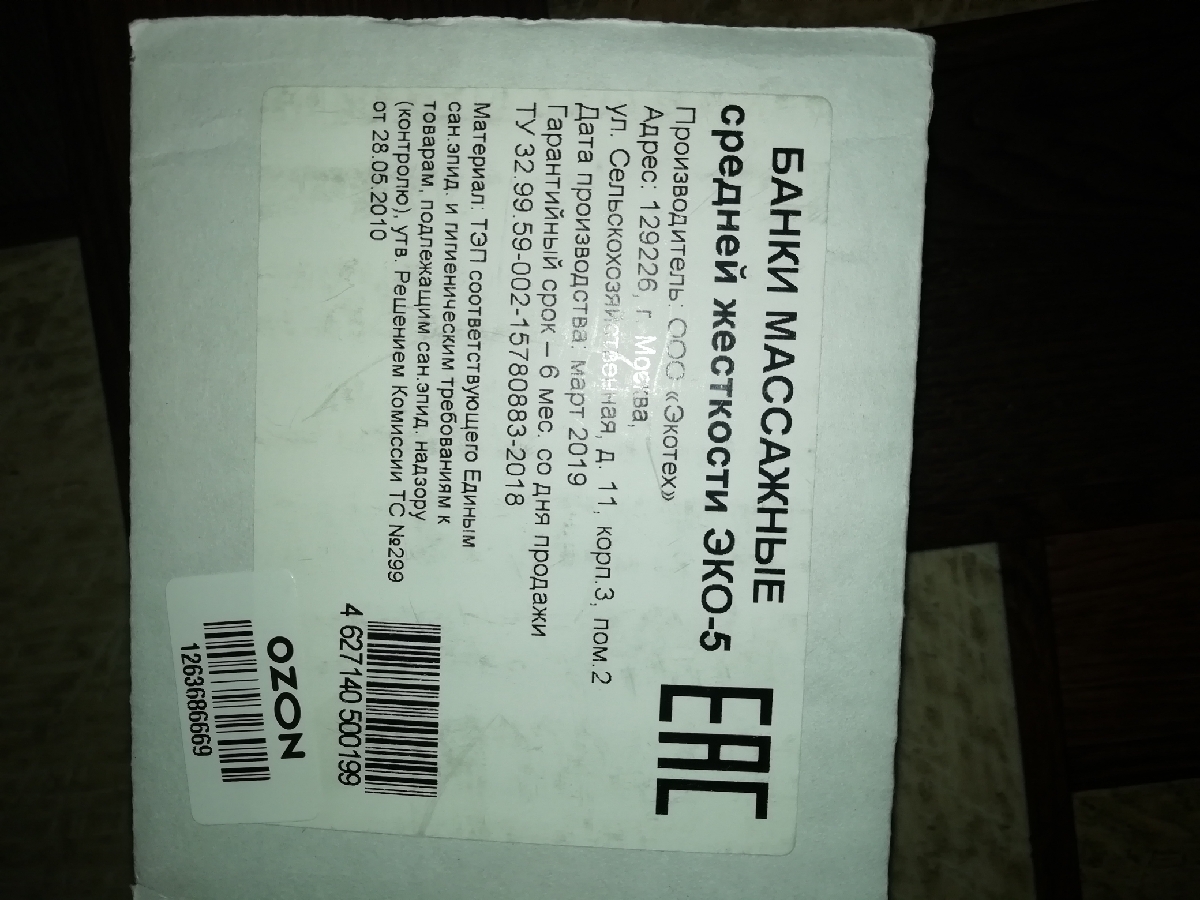 БАНКИ МАССАЖНЫЕ
средней жесткости ЭКО-5
Производитель: ООО «Экотех»
Адрес: 129226, г. Москва,
ул. Сельскохозяйственная, д. 11, корп.3, пом.2
Дата производства: март 2019
Гарантийный срок – 6 мес. со дня продажи
ТУ 32.99.59-002-15780883-2018
EAC
Материал: ТЭП соответствующего Единым
сан.эпид. и гигиеническим требованиям к
товарам, подлежащим сан.эпид. надзору
(контролю), утв. Решением Комиссии ТС №299
от 28.05.2010
4 627140 500199
OZON
1263686669